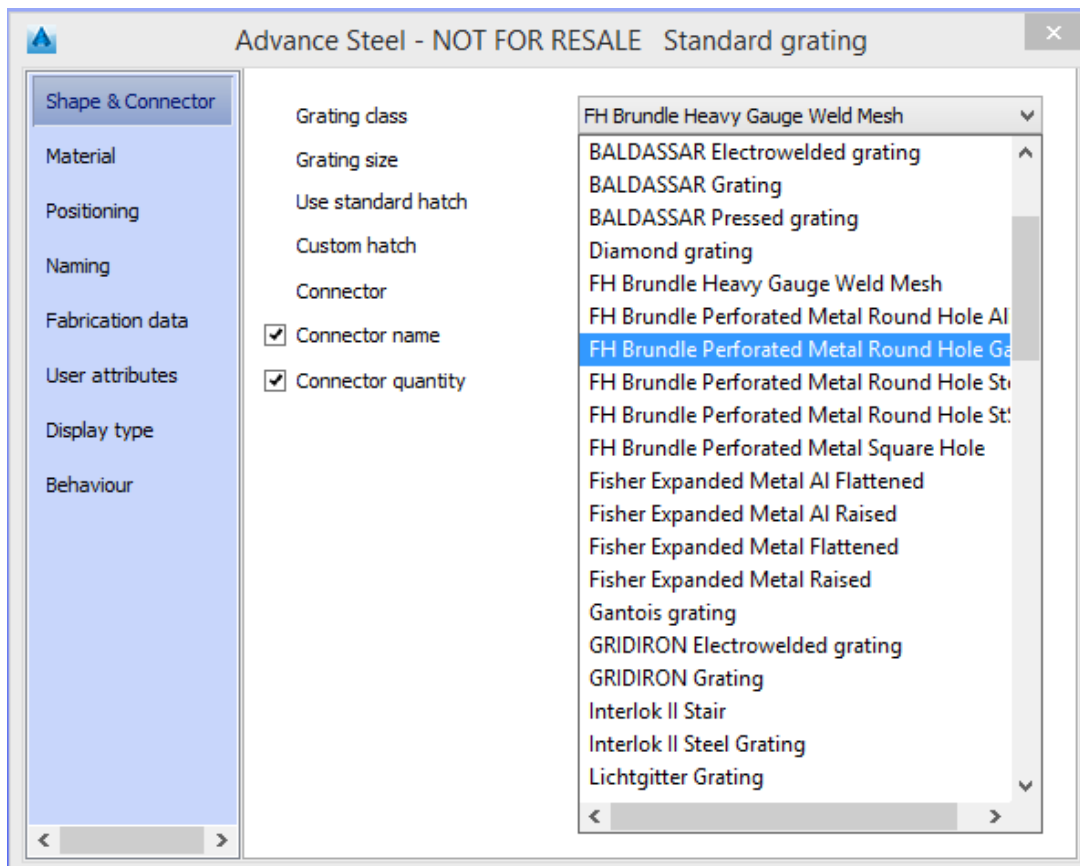 Advance Steel - NOT FOR RESALE Standard grating
Shape & Connector
Material
Positioning
Naming
Fabrication data
User attributes
Display type
Behaviour
Grating class
Grating size
Use standard hatch
Custom hatch
Connector
Connector name
Connector quantity
FH Brundle Heavy Gauge Weld Mesh
BALDASSAR Electrowelded grating
BALDASSAR Grating
BALDASSAR Pressed grating
Diamond grating
FH Brundle Heavy Gauge Weld Mesh
FH Brundle Perforated Metal Round Hole Al
FH Brundle Perforated Metal Round Hole Ga
FH Brundle Perforated Metal Round Hole Ste
FH Brundle Perforated Metal Round Hole StS
FH Brundle Perforated Metal Square Hole
Fisher Expanded Metal Al Flattened
Fisher Expanded Metal Al Raised
Fisher Expanded Metal Flattened
Fisher Expanded Metal Raised
Gantois grating
GRIDIRON Electrowelded grating
GRIDIRON Grating
Interlok II Stair
Interlok II Steel Grating
Lichtgitter Grating